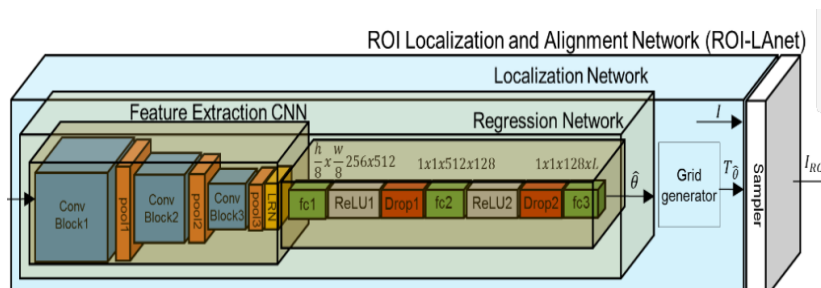 ROI Localization and Alignment Network (ROI-LAnet)
Localization Network
Feature Extraction CNN
Regression Network
h/8 x w/8 256x512
1x1x512x128
1x1x128xL
Conv Block1
pool1
Conv Block2
pool2
Conv Block3
pool3
LRN
fc1
ReLU1
Drop1
fc2
ReLU2
Drop2
fc3
θ̂
Grid generator
I
T_θ̂
Sampler
I_RO